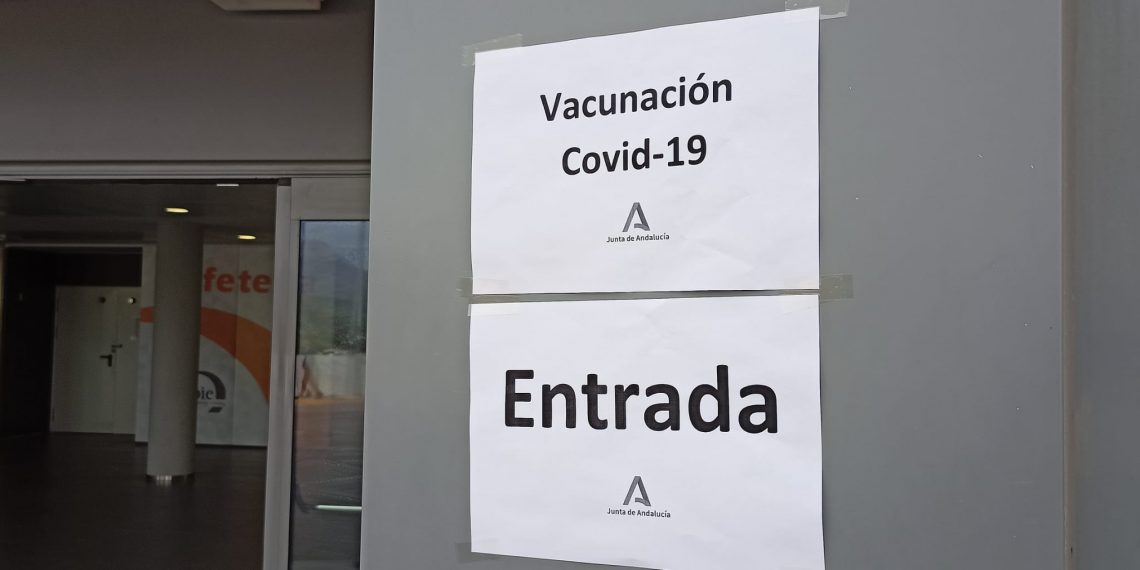 Vacunación
Covid-19
Junta de Andalucía
Entrada
Junta de Andalucía